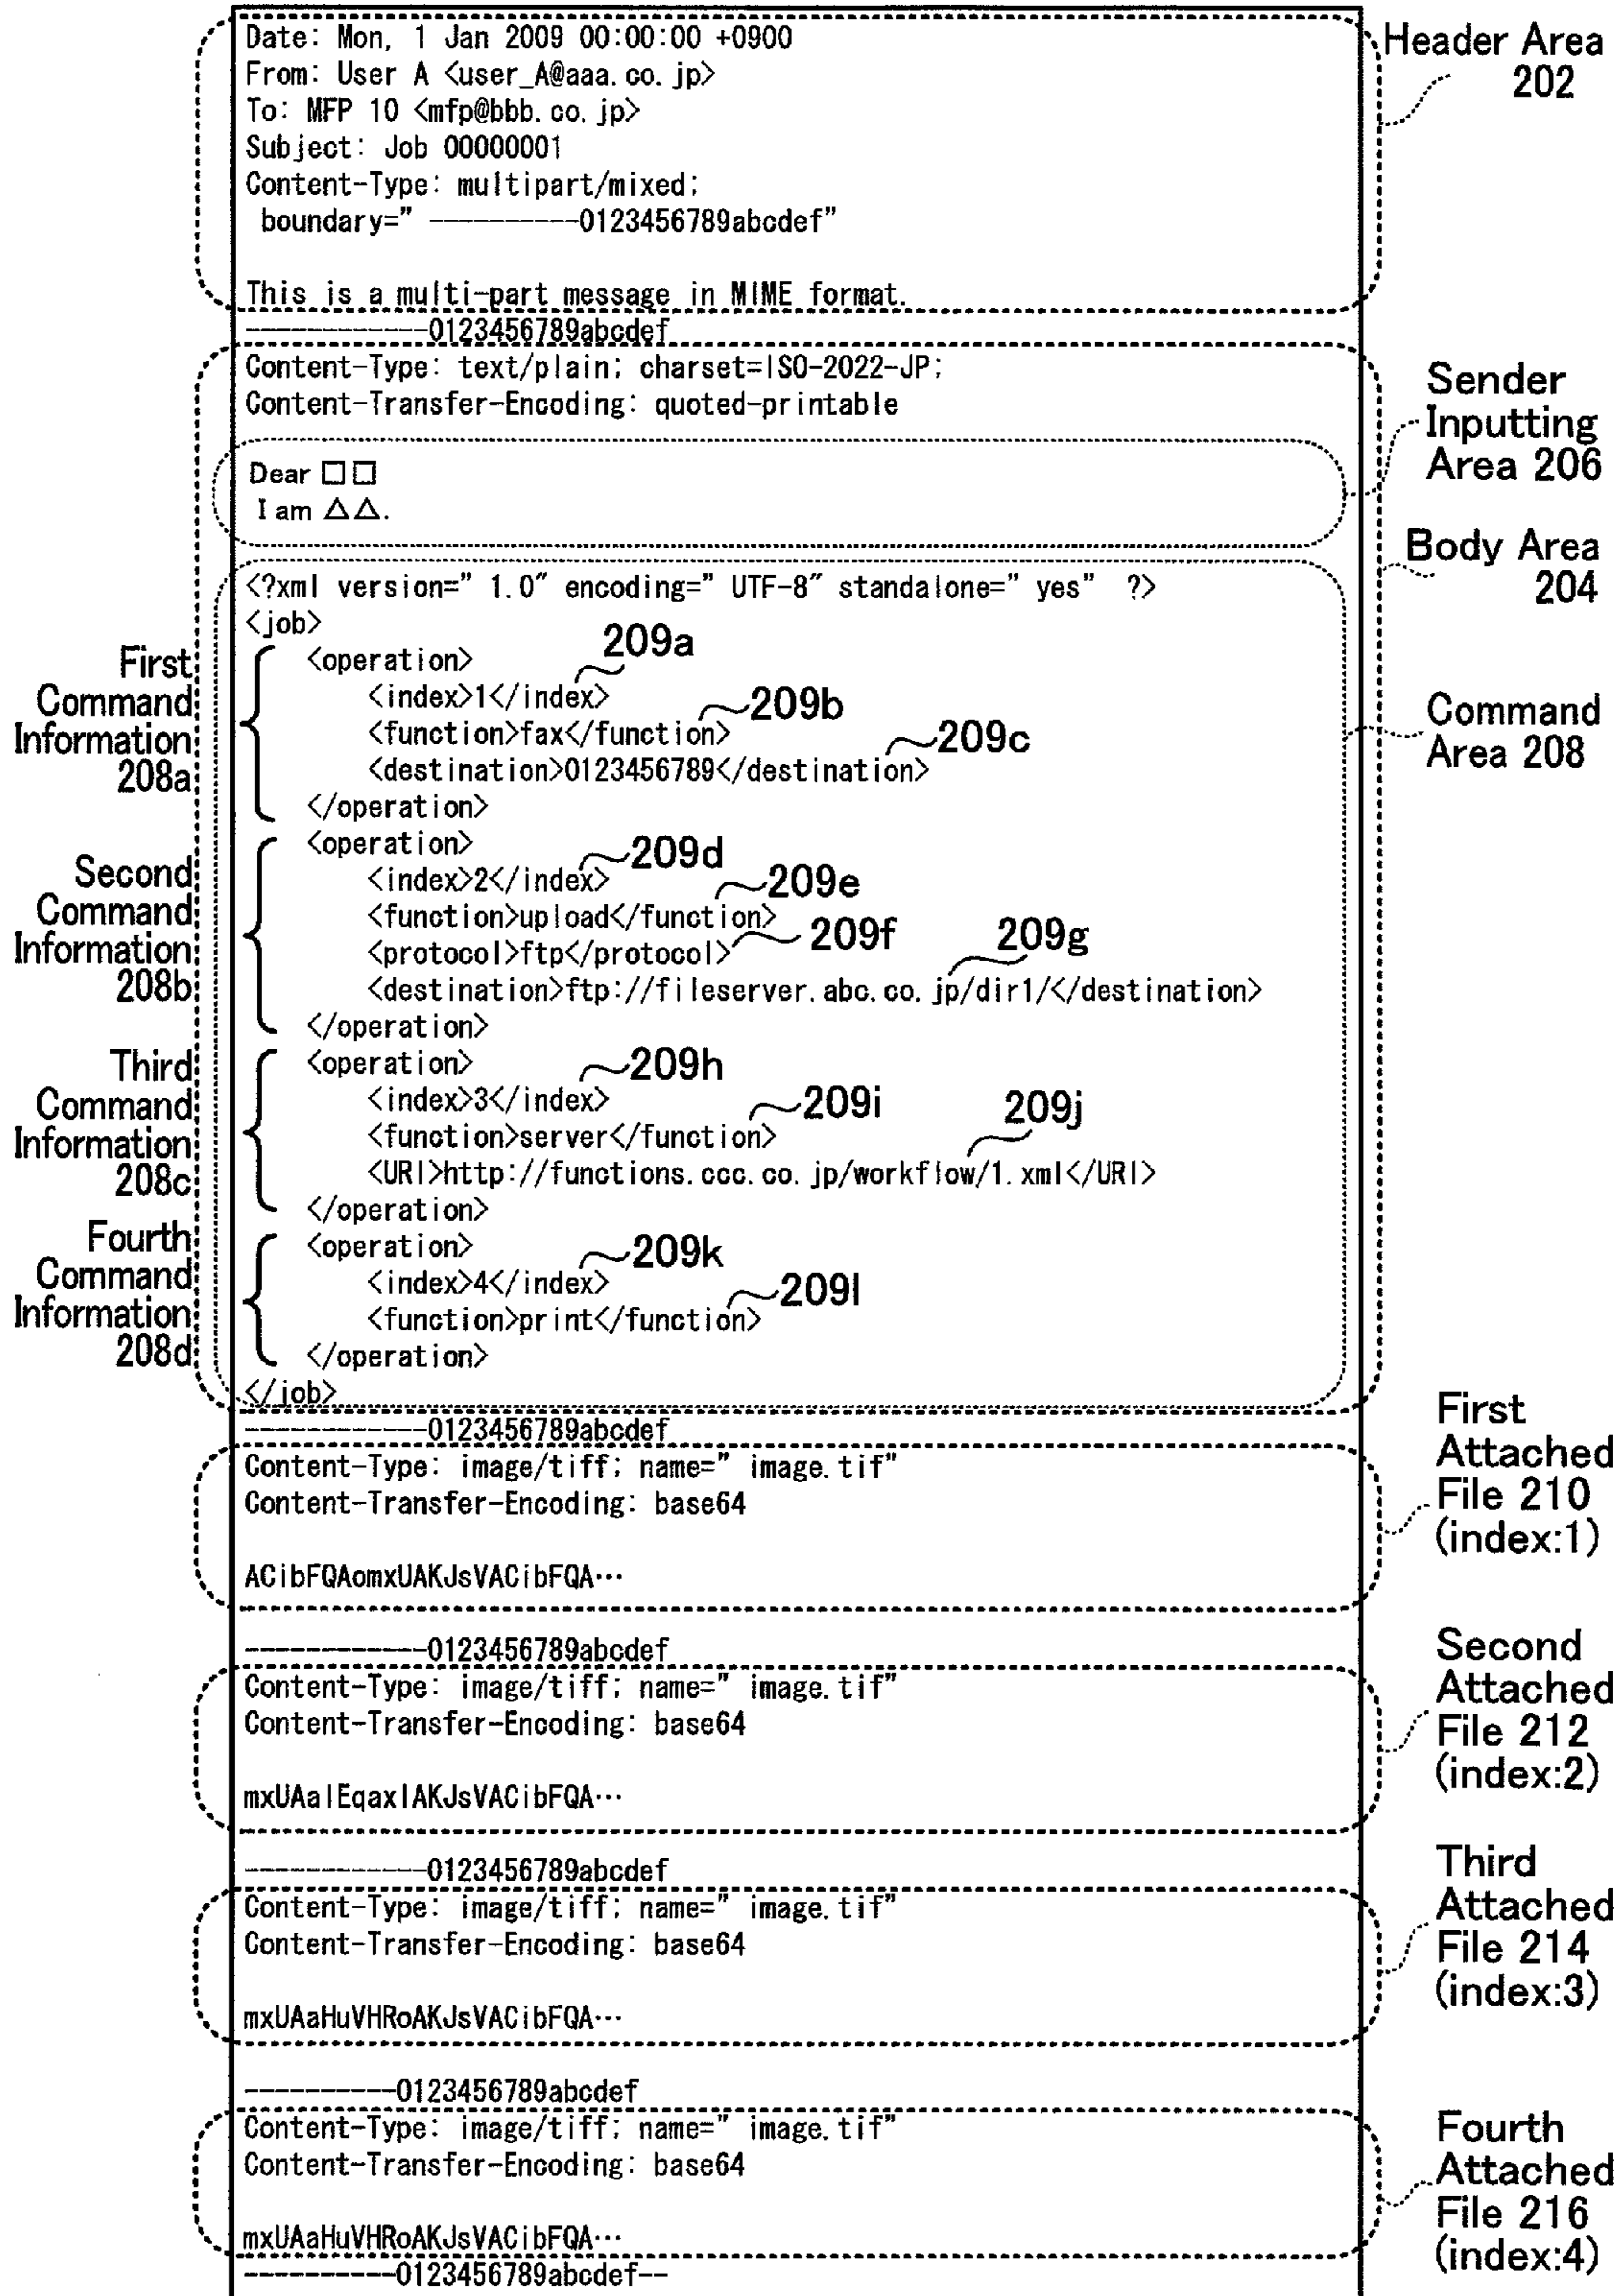 Date: Mon, 1 Jan 2009 00:00:00 +0900
From: User A <user_A@aaa.co.jp>
To: MFP 10 <mfp@bbb.co.jp>
Subject: Job 00000001
Content-Type: multipart/mixed;
boundary=" ----------0123456789abcdef"
This is a multi-part message in MIME format.
Header Area
202
------------0123456789abcdef
Content-Type: text/plain; charset=ISO-2022-JP;
Content-Transfer-Encoding: quoted-printable
Dear □□
I am △△.
Sender
Inputting
Area 206
Body Area
204
<?xml version=" 1.0" encoding=" UTF-8" standalone=" yes" ?>
<job>
First
Command
Information
208a
<operation>
<index>1</index> 209a
<function>fax</function> 209b
<destination>0123456789</destination> 209c
</operation>
Command
Area 208
Second
Command
Information
208b
<operation>
<index>2</index> 209d
<function>upload</function> 209e
<protocol>ftp</protocol> 209f
<destination>ftp://fileserver.abc.co.jp/dir1/</destination> 209g
</operation>
Third
Command
Information
208c
<operation>
<index>3</index> 209h
<function>server</function> 209i
<URI>http://functions.ccc.co.jp/workflow/1.xml</URI> 209j
</operation>
Fourth
Command
Information
208d
<operation>
<index>4</index> 209k
<function>print</function> 209l
</operation>
</job>
------------0123456789abcdef
Content-Type: image/tiff; name=" image.tif"
Content-Transfer-Encoding: base64
ACibFQAomxUAKJsVACibFQA…
First
Attached
File 210
(index:1)
------------0123456789abcdef
Content-Type: image/tiff; name=" image.tif"
Content-Transfer-Encoding: base64
mxUAaIEqaxIAKJsVACibFQA…
Second
Attached
File 212
(index:2)
------------0123456789abcdef
Content-Type: image/tiff; name=" image.tif"
Content-Transfer-Encoding: base64
mxUAaHuVHRoAKJsVACibFQA…
Third
Attached
File 214
(index:3)
----------0123456789abcdef
Content-Type: image/tiff; name=" image.tif"
Content-Transfer-Encoding: base64
mxUAaHuVHRoAKJsVACibFQA…
Fourth
Attached
File 216
(index:4)
----------0123456789abcdef--